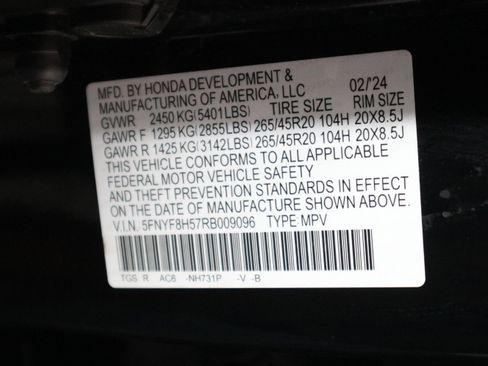 MFD. BY HONDA DEVELOPMENT &
MANUFACTURING OF AMERICA, LLC 02/'24
GVWR 2450 KG(5401LBS) TIRE SIZE RIM SIZE
GAWR F 1295 KG(2855LBS) 265/45R20 104H 20X8.5J
GAWR R 1425 KG(3142LBS) 265/45R20 104H 20X8.5J
THIS VEHICLE CONFORMS TO ALL APPLICABLE
FEDERAL MOTOR VEHICLE SAFETY
AND THEFT PREVENTION STANDARDS IN EFFECT
ON THE DATE OF MANUFACTURE SHOWN ABOVE.
V.I.N. 5FNYF8H57RB009096 TYPE:MPV
TGS R AC6 -NH731P -V -B